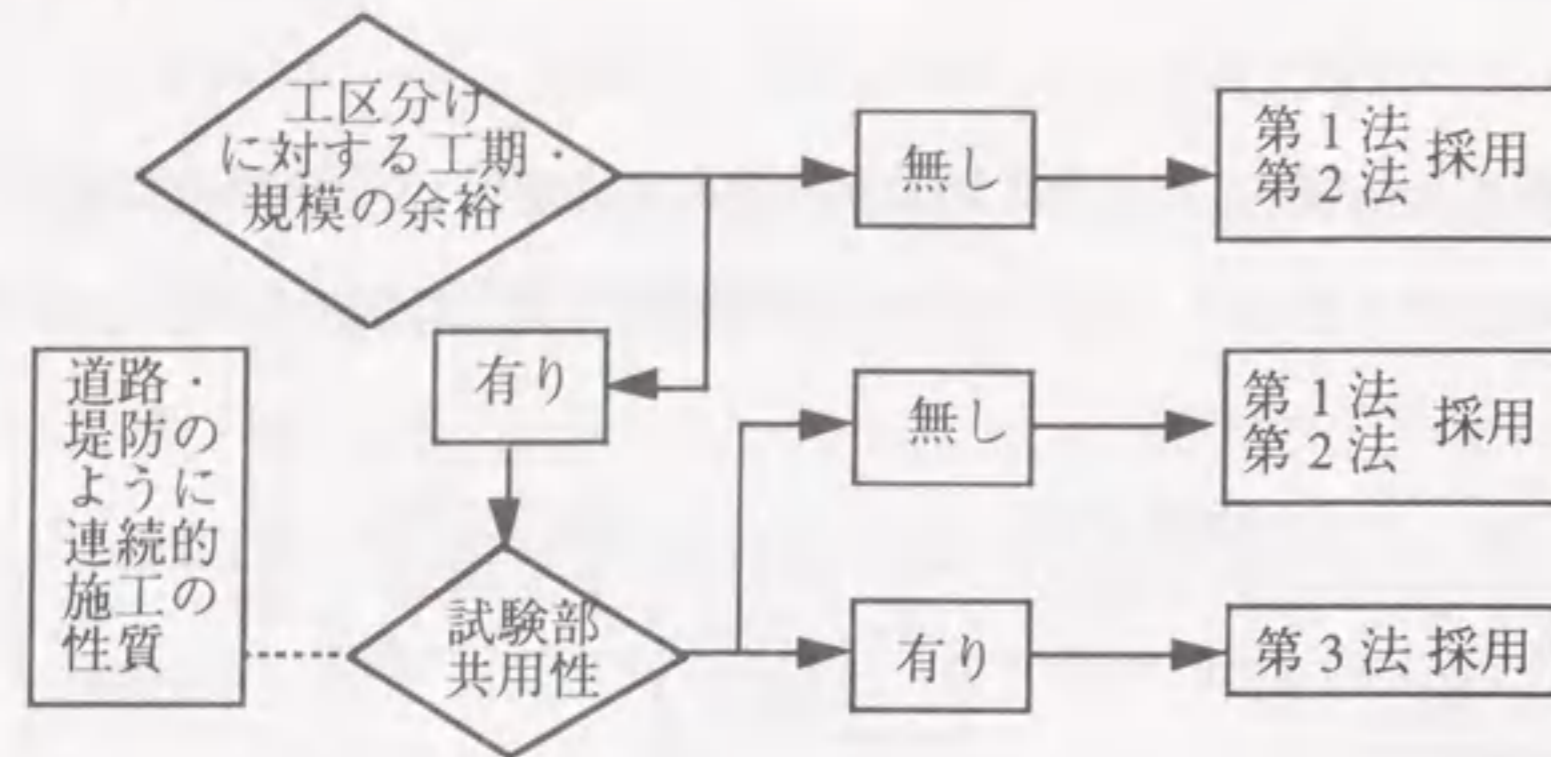 工区分け
に対する工期・
規模の余裕
無し
第1法
第2法
採用
有り
道路・
堤防の
ように
連続的
施工の
性質
無し
第1法
第2法
採用
試験部
共用性
有り
第3法 採用